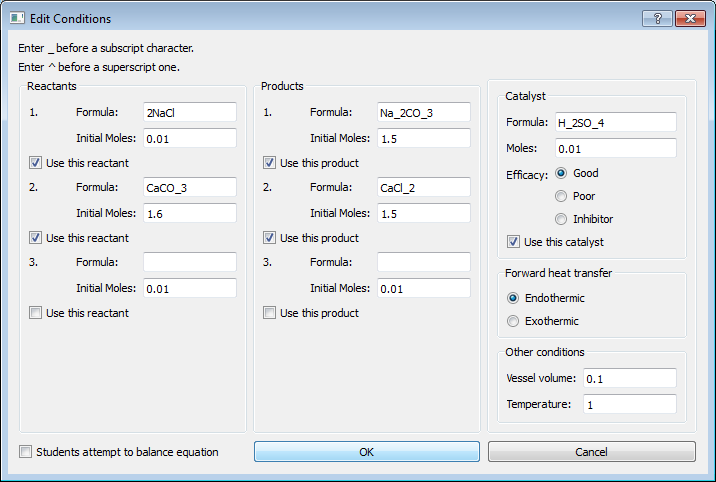 Edit Conditions
Enter _ before a subscript character.
Enter ^ before a superscript one.
Reactants
1. Formula: 2NaCl
Initial Moles: 0.01
Use this reactant
2. Formula: CaCO_3
Initial Moles: 1.6
Use this reactant
3. Formula:
Initial Moles: 0.01
Use this reactant
Products
1. Formula: Na_2CO_3
Initial Moles: 1.5
Use this product
2. Formula: CaCl_2
Initial Moles: 1.5
Use this product
3. Formula:
Initial Moles: 0.01
Use this product
Catalyst
Formula: H_2SO_4
Moles: 0.01
Efficacy: Good
Poor
Inhibitor
Use this catalyst
Forward heat transfer
Endothermic
Exothermic
Other conditions
Vessel volume: 0.1
Temperature: 1
Students attempt to balance equation
OK
Cancel